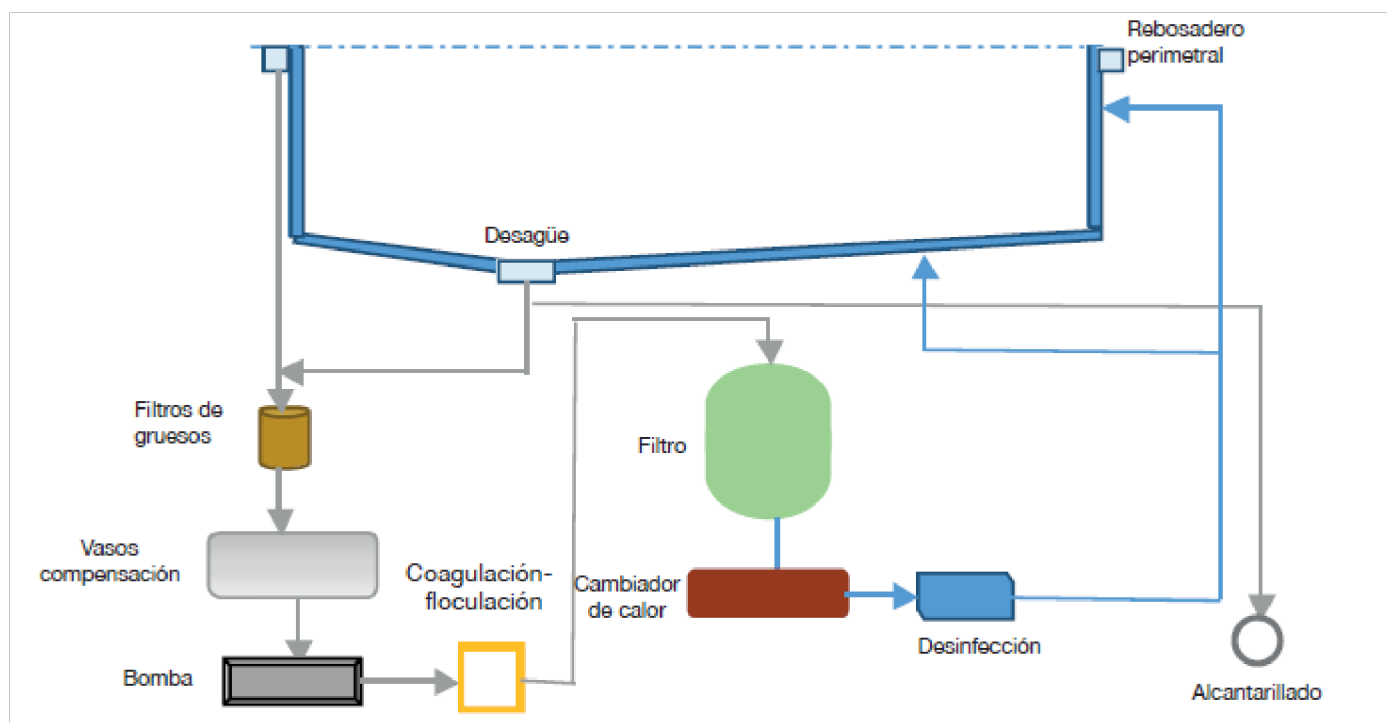 Rebosadero
perimetral
Desagüe
Filtros de
gruesos
Filtro
Vasos
compensación
Coagulación-
floculación
Cambiador
de calor
Desinfección
Bomba
Alcantarillado